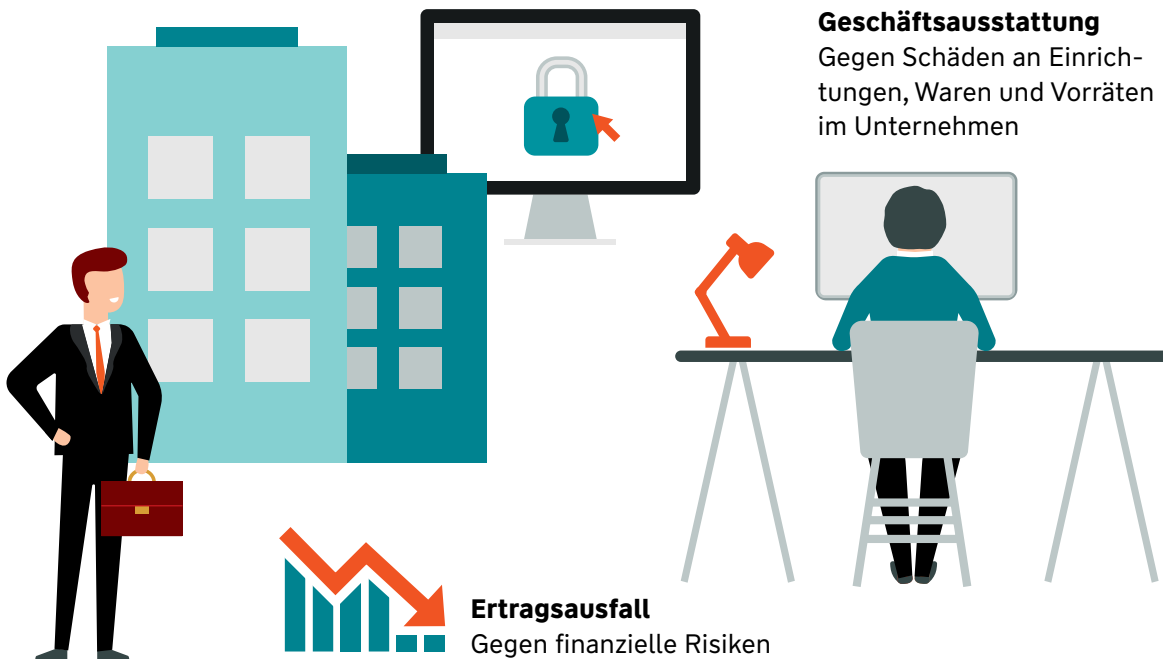 Geschäftsausstattung
Gegen Schäden an Einrich-
tungen, Waren und Vorräten
im Unternehmen
Ertragsausfall
Gegen finanzielle Risiken